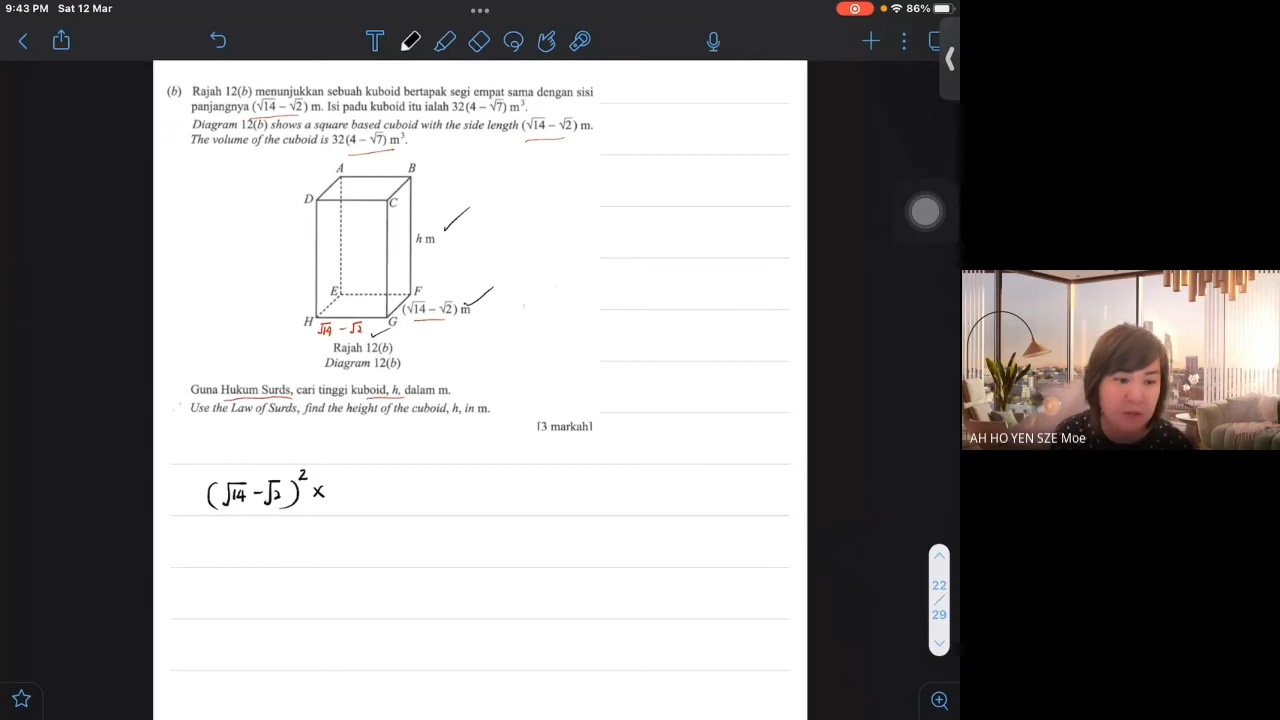 9:43 PM Sat 12 Mar
86%
(b) Rajah 12(b) menunjukkan sebuah kuboid bertapak segi empat sama dengan sisi
panjangnya (√14 – √2) m. Isi padu kuboid itu ialah 32(4 – √7) m³.
Diagram 12(b) shows a square based cuboid with the side length (√14 – √2) m.
The volume of the cuboid is 32(4 – √7) m³.
A B
D C
h m
E F
(√14 – √2) m
H G
√14 – √2
Rajah 12(b)
Diagram 12(b)
Guna Hukum Surds, cari tinggi kuboid, h, dalam m.
Use the Law of Surds, find the height of the cuboid, h, in m.
[3 markah]
(√14 – √2)² ×
AH HO YEN SZE Moe
22
/
29